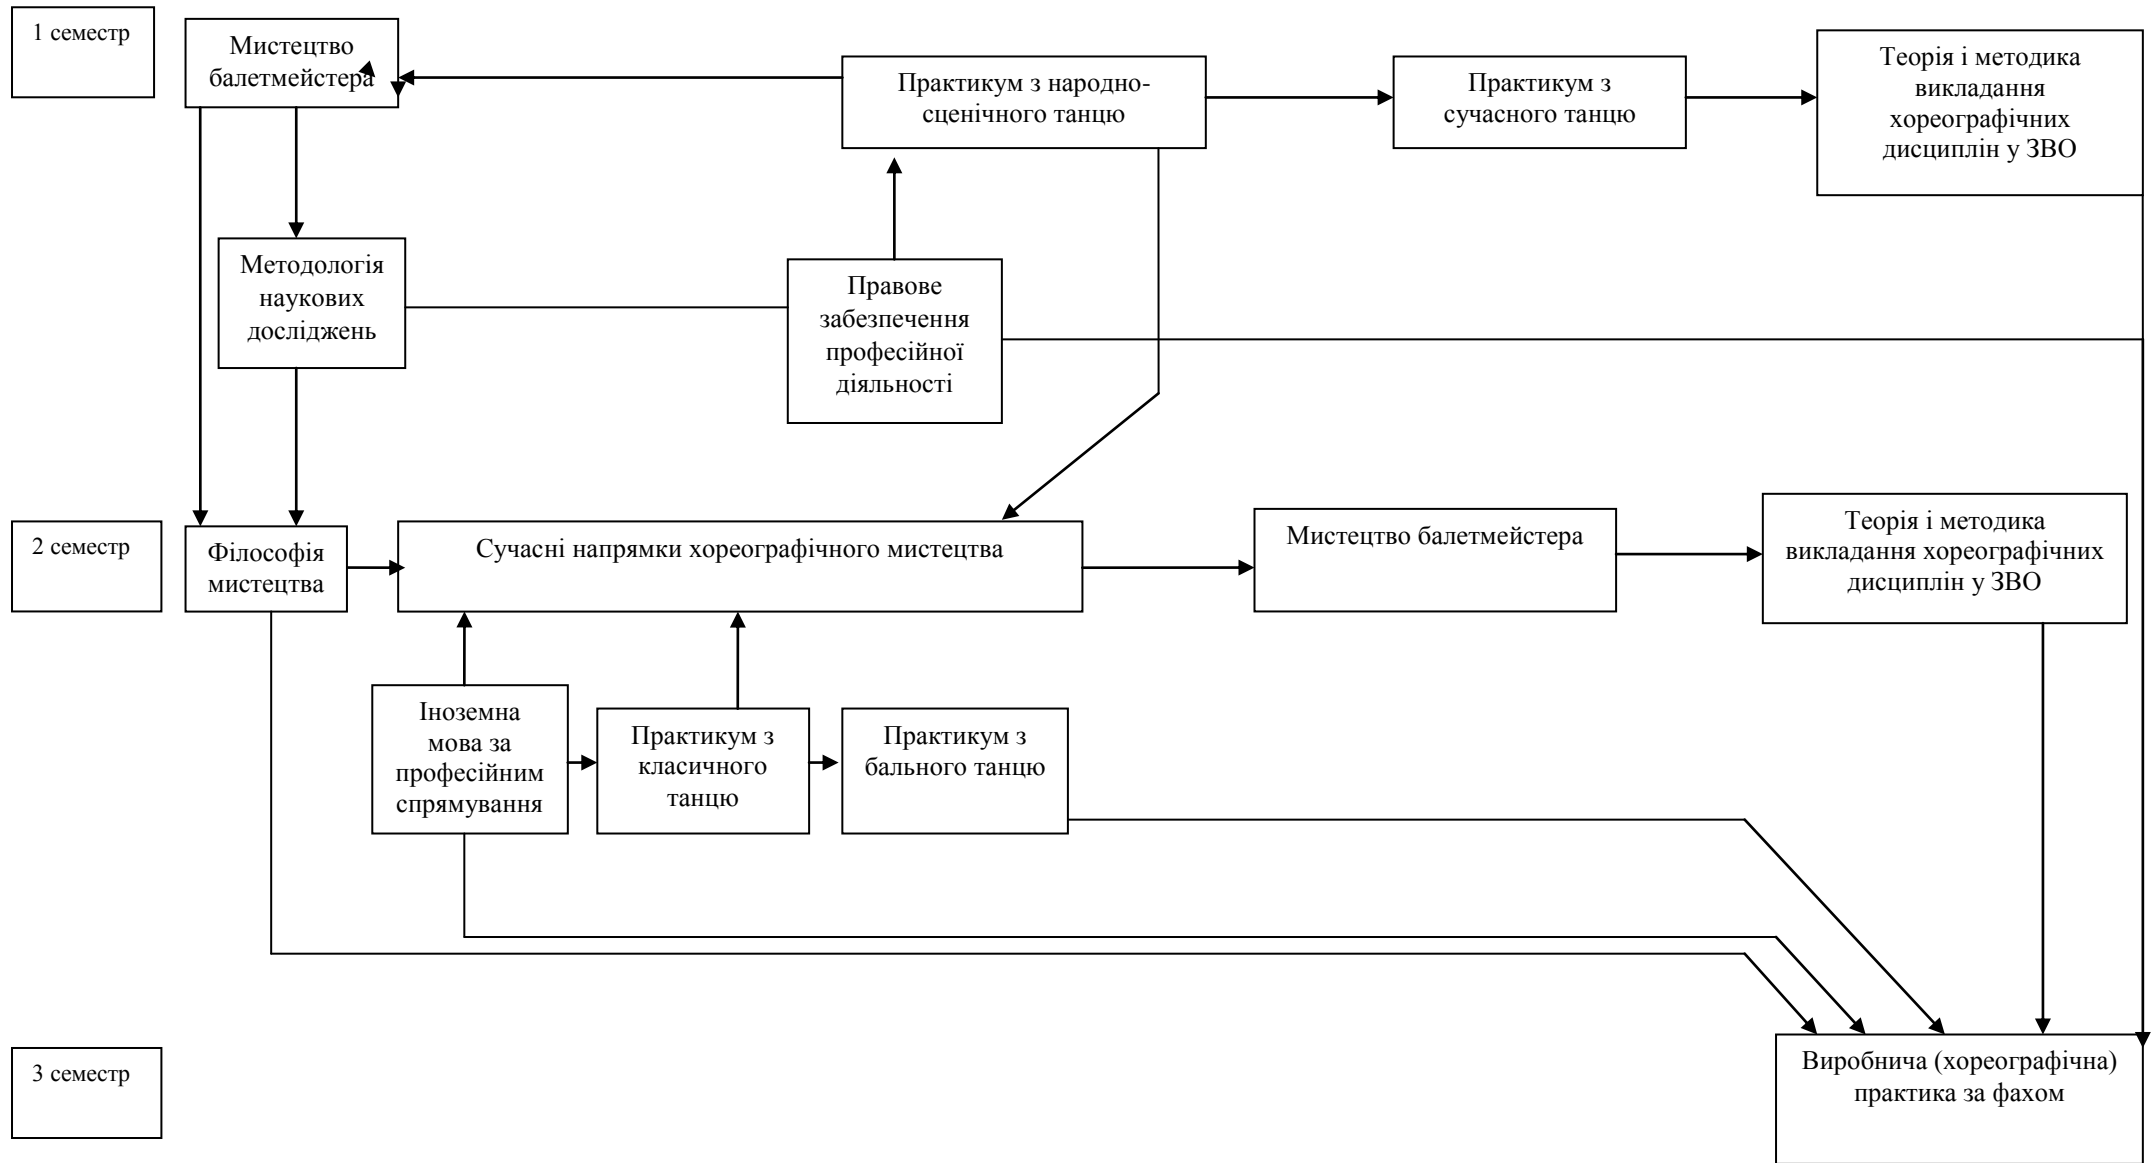 1 семестр
Мистецтво
балетмейстера
Практикум з народно-
сценічного танцю
Практикум з
сучасного танцю
Теорія і методика
викладання
хореографічних
дисциплін у ЗВО
Методологія
наукових
досліджень
Правове
забезпечення
професійної
діяльності
2 семестр
Філософія
мистецтва
Сучасні напрямки хореографічного мистецтва
Мистецтво балетмейстера
Теорія і методика
викладання хореографічних
дисциплін у ЗВО
Іноземна
мова за
професійним
спрямування
Практикум з
класичного
танцю
Практикум з
бального танцю
3 семестр
Виробнича (хореографічна)
практика за фахом